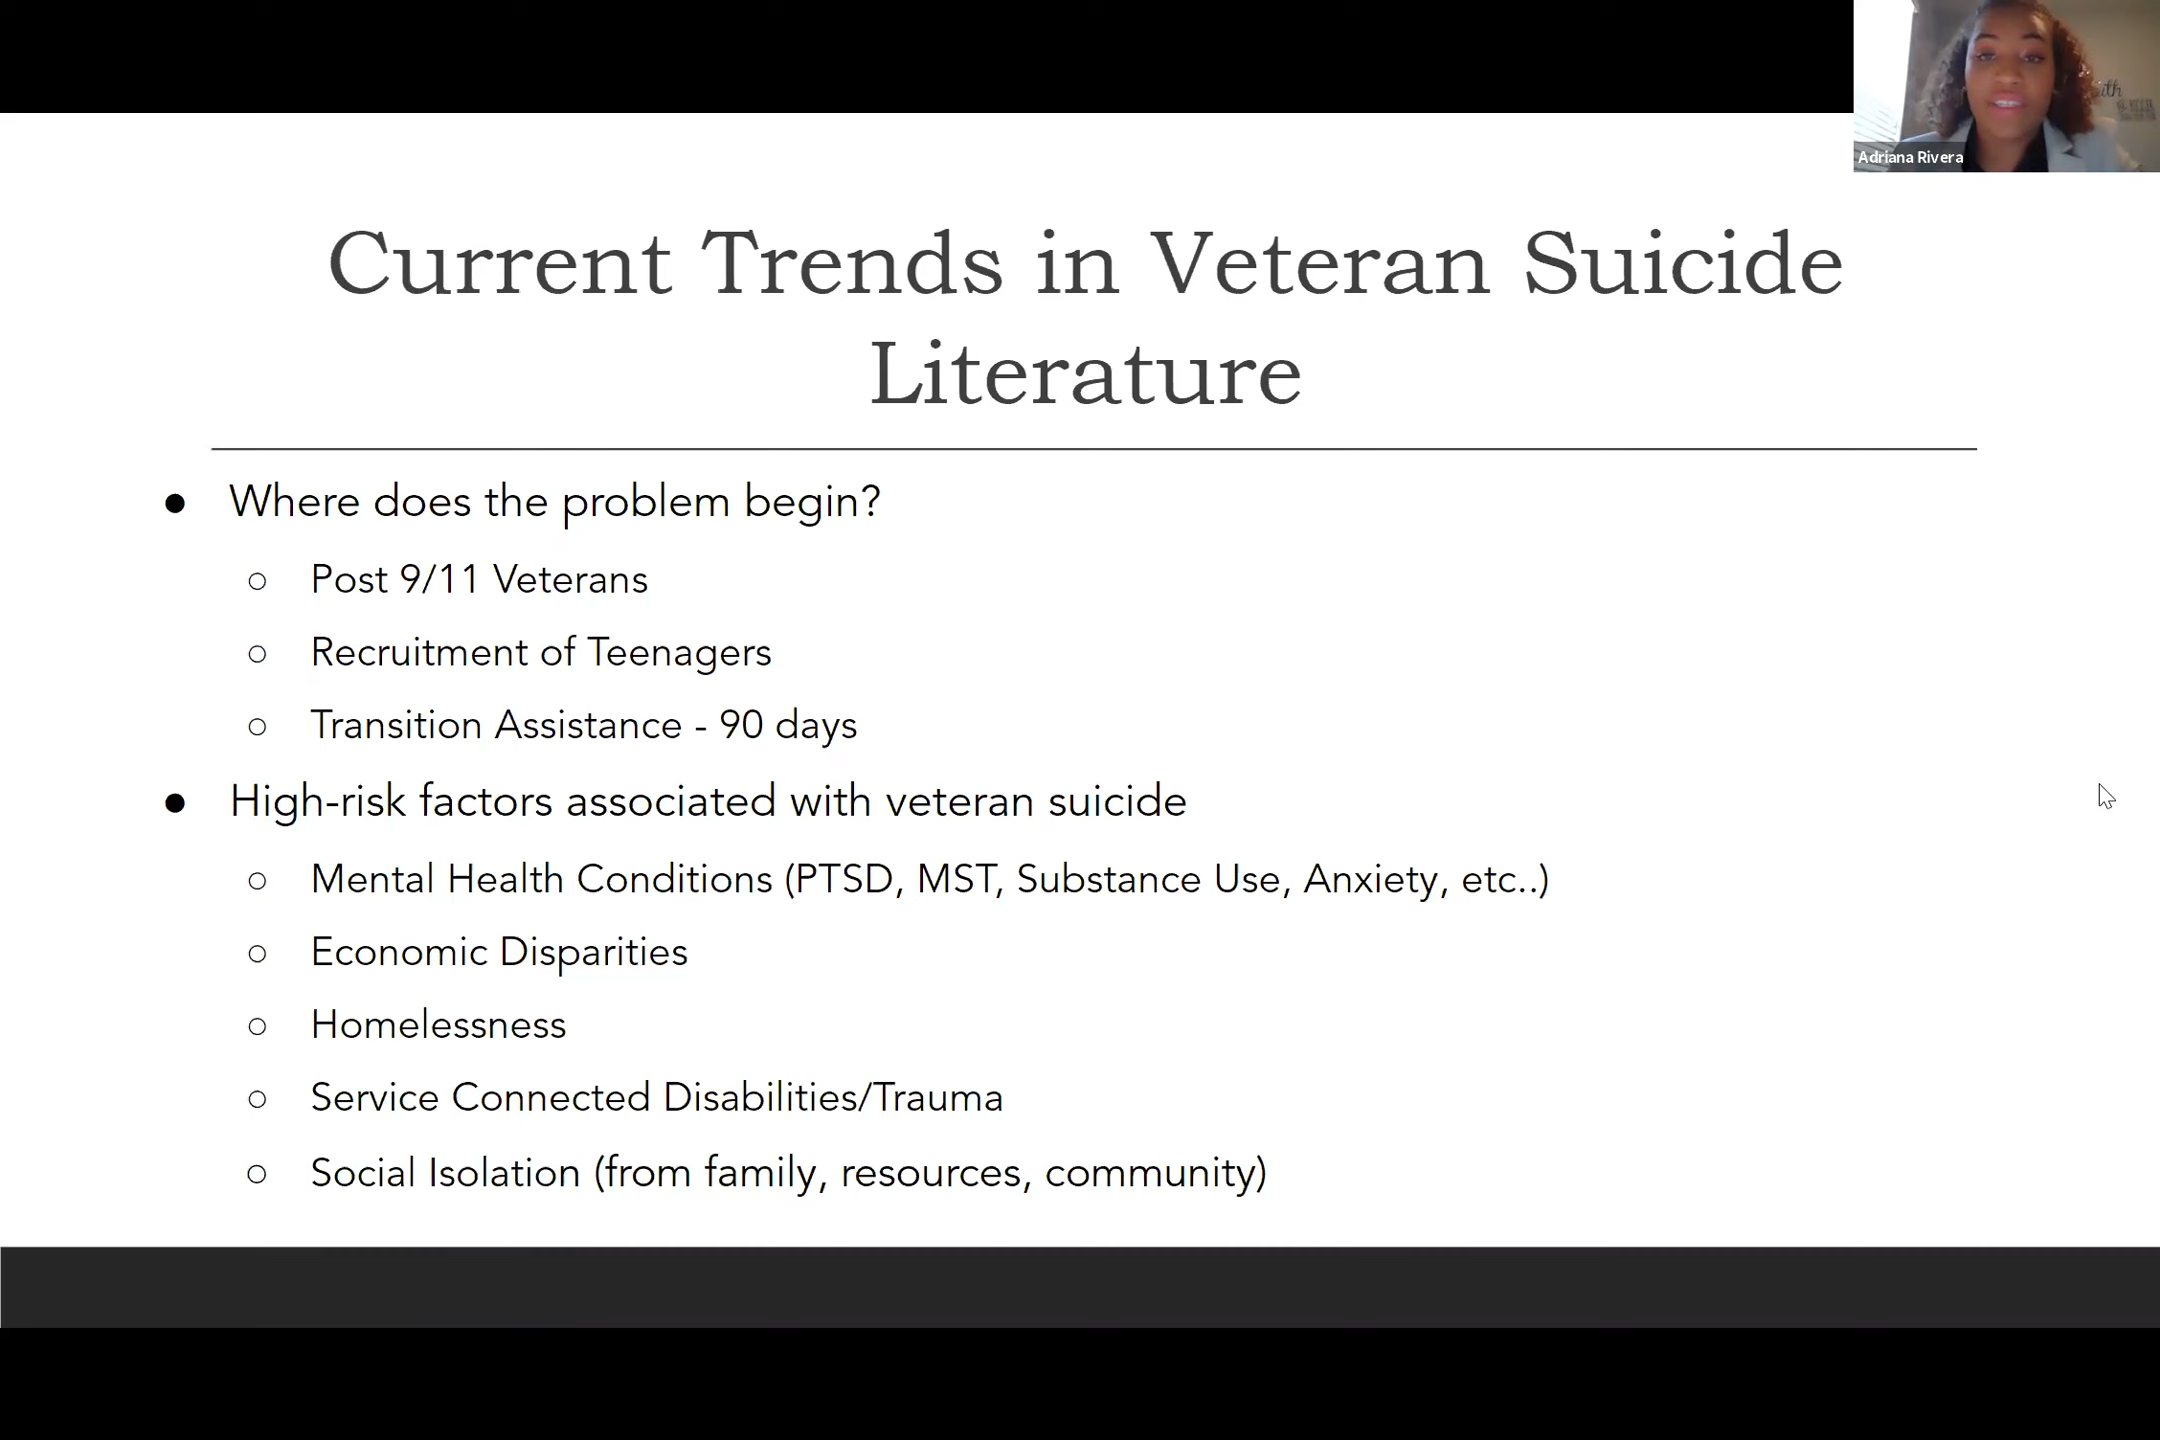 Adriana Rivera
Current Trends in Veteran Suicide
Literature
● Where does the problem begin?
○ Post 9/11 Veterans
○ Recruitment of Teenagers
○ Transition Assistance - 90 days
● High-risk factors associated with veteran suicide
○ Mental Health Conditions (PTSD, MST, Substance Use, Anxiety, etc..)
○ Economic Disparities
○ Homelessness
○ Service Connected Disabilities/Trauma
○ Social Isolation (from family, resources, community)